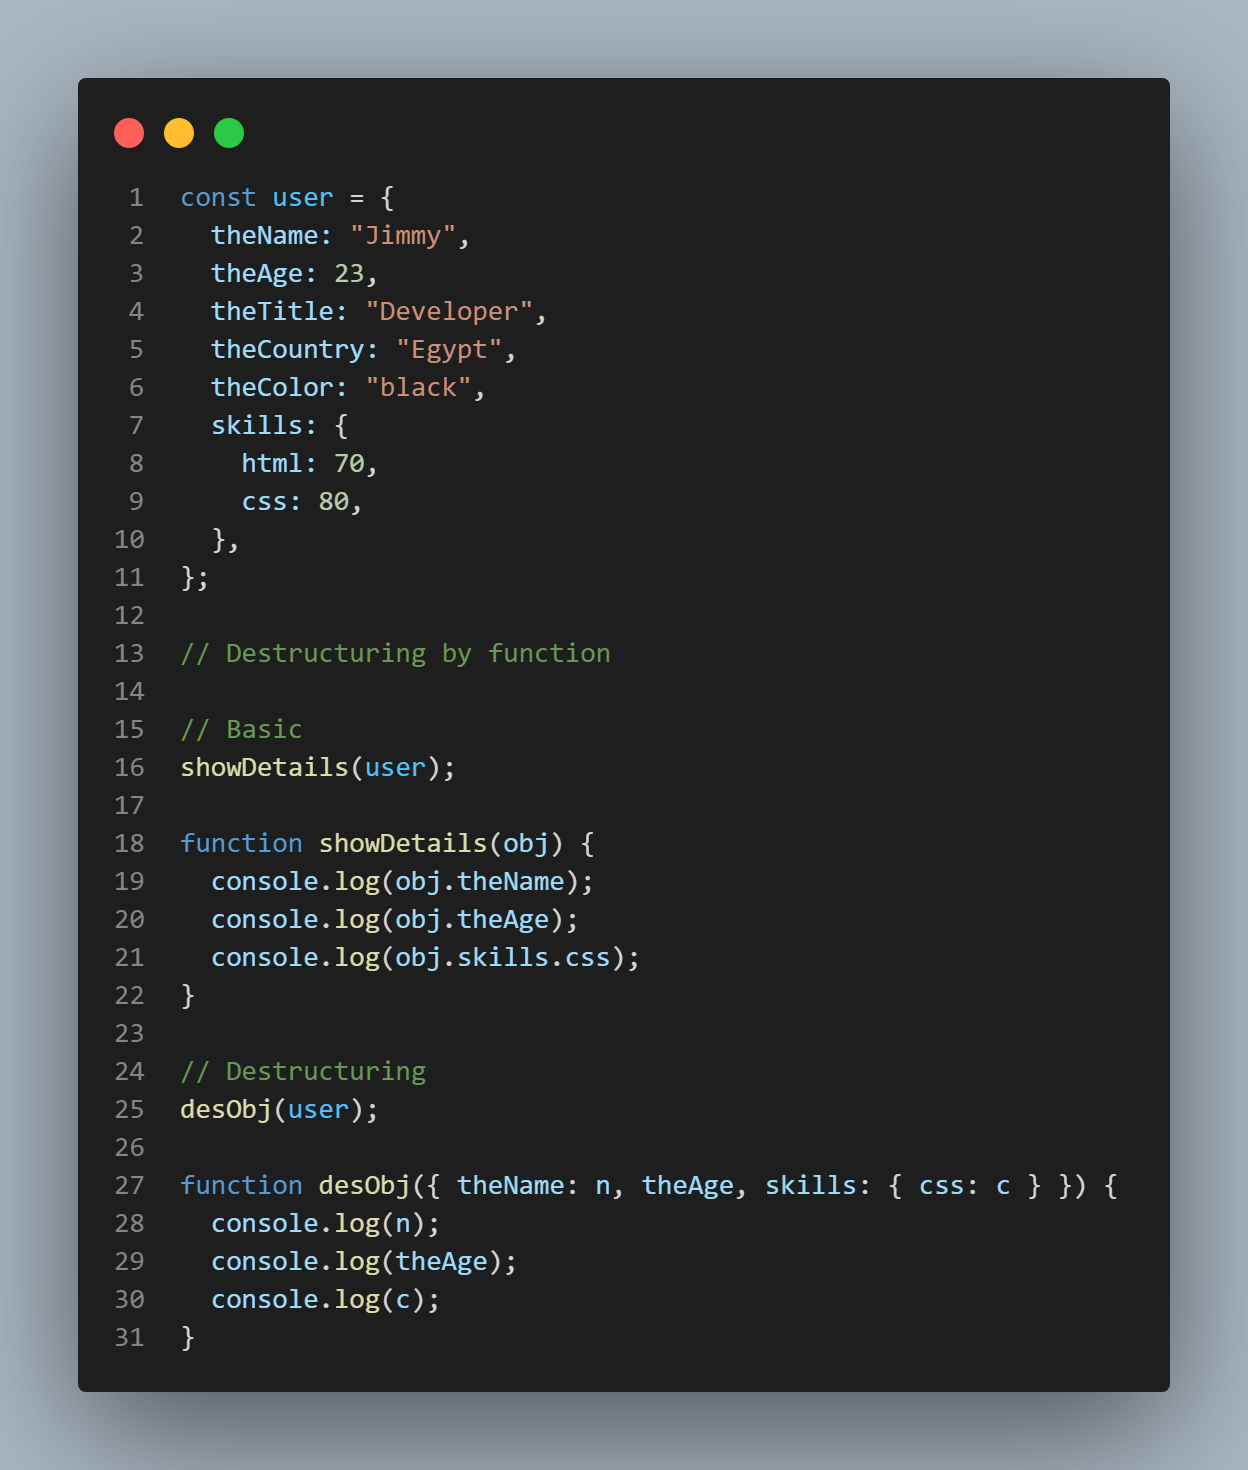 1 const user = {
2   theName: "Jimmy",
3   theAge: 23,
4   theTitle: "Developer",
5   theCountry: "Egypt",
6   theColor: "black",
7   skills: {
8     html: 70,
9     css: 80,
10   },
11 };
12
13 // Destructuring by function
14
15 // Basic
16 showDetails(user);
17
18 function showDetails(obj) {
19   console.log(obj.theName);
20   console.log(obj.theAge);
21   console.log(obj.skills.css);
22 }
23
24 // Destructuring
25 desObj(user);
26
27 function desObj({ theName: n, theAge, skills: { css: c } }) {
28   console.log(n);
29   console.log(theAge);
30   console.log(c);
31 }